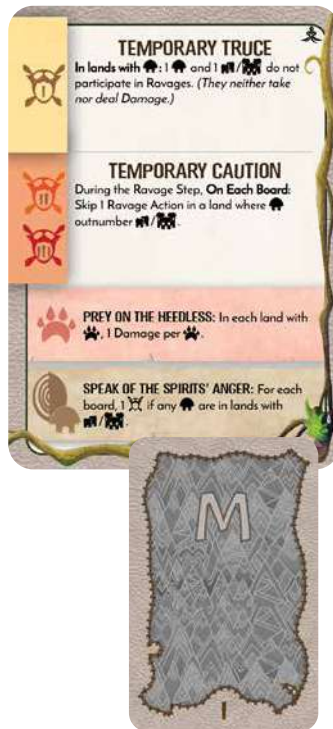 TEMPORARY TRUCE
I
In lands with : 1 and 1 / do not
participate in Ravages. (They neither take
nor deal Damage.)
TEMPORARY CAUTION
II
During the Ravage Step, On Each Board:
Skip 1 Ravage Action in a land where
III
outnumber / .
PREY ON THE HEEDLESS: In each land with
, 1 Damage per .
SPEAK OF THE SPIRITS' ANGER: For each
board, 1 if any are in lands with
/ .
M
I